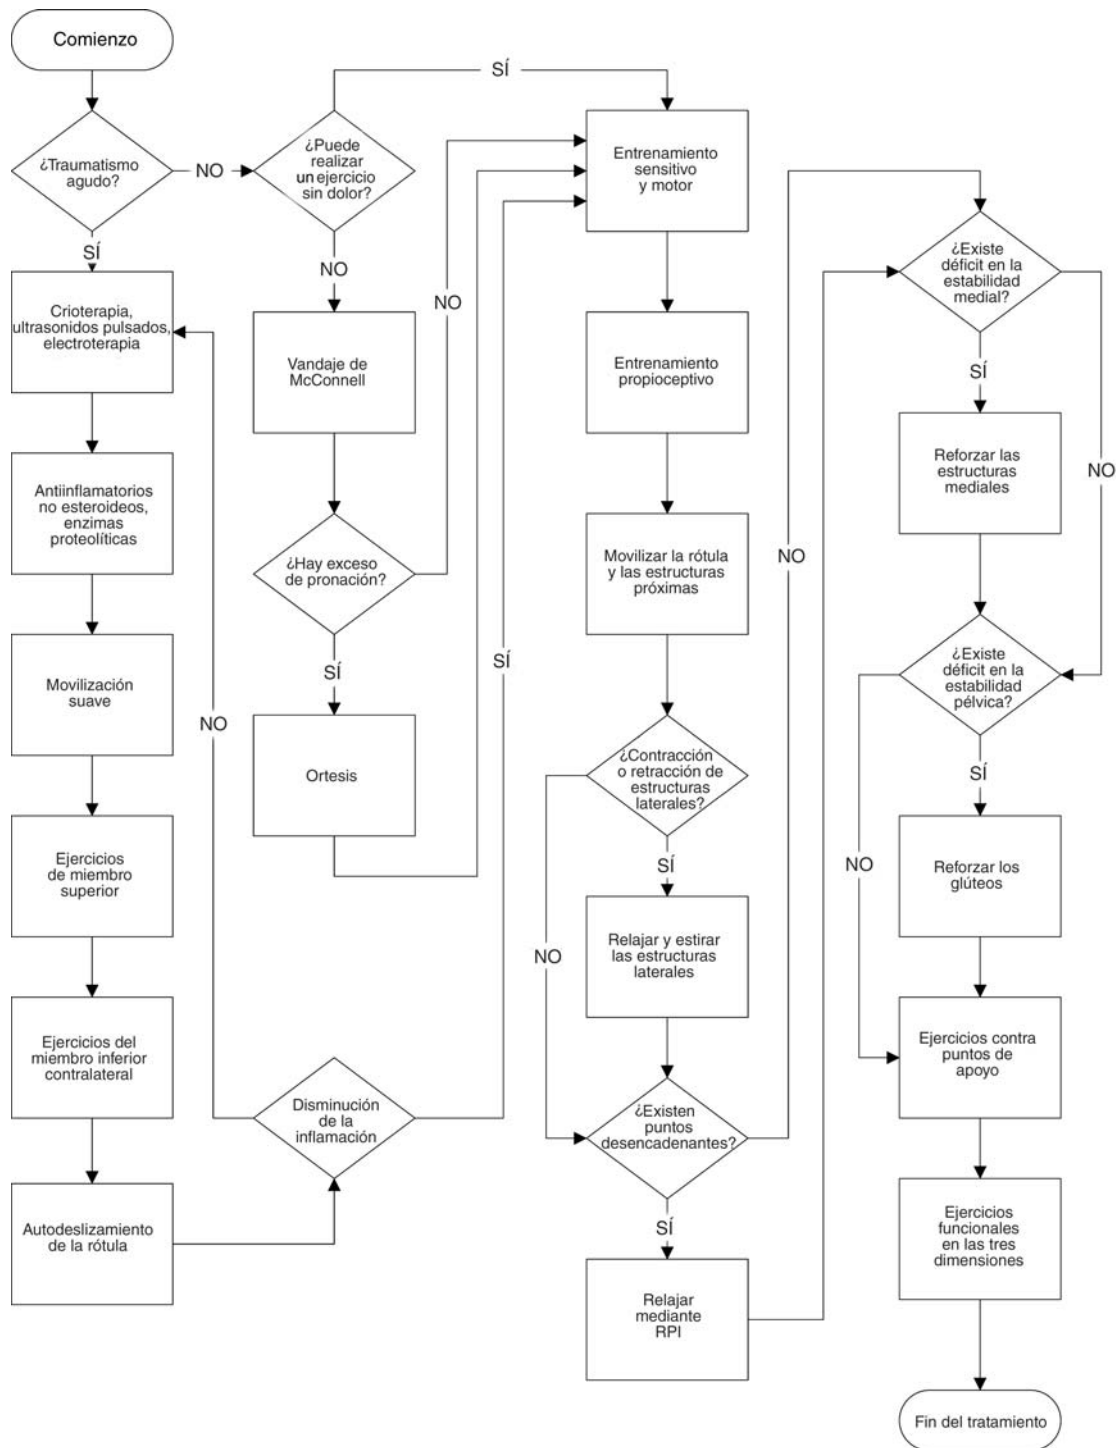 Comienzo
¿Traumatismo
agudo?
NO
SÍ
Crioterapia,
ultrasonidos pulsados,
electroterapia
Antiinflamatorios
no esteroideos,
enzimas
proteolíticas
Movilización
suave
Ejercicios
de miembro
superior
Ejercicios del
miembro inferior
contralateral
Autodeslizamiento
de la rótula
Disminución
de la
inflamación
NO
SÍ
¿Puede
realizar
un ejercicio
sin dolor?
SÍ
NO
Vandaje de
McConnell
¿Hay exceso
de pronación?
NO
SÍ
Ortesis
Entrenamiento
sensitivo
y motor
Entrenamiento
propioceptivo
Movilizar la rótula
y las estructuras
próximas
¿Contracción
o retracción de
estructuras
laterales?
SÍ
NO
Relajar y estirar
las estructuras
laterales
¿Existen
puntos
desencadenantes?
NO
SÍ
Relajar
mediante
RPI
¿Existe
déficit en la
estabilidad
medial?
SÍ
NO
Reforzar las
estructuras
mediales
¿Existe
déficit en la
estabilidad
pélvica?
SÍ
NO
Reforzar los
glúteos
Ejercicios contra
puntos de
apoyo
Ejercicios
funcionales
en las tres
dimensiones
Fin del tratamiento